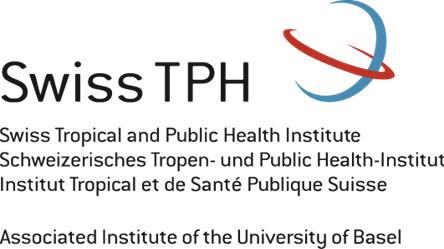 Swiss TPH
Swiss Tropical and Public Health Institute
Schweizerisches Tropen- und Public Health-Institut
Institut Tropical et de Santé Publique Suisse
Associated Institute of the University of Basel